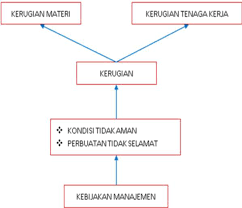 KERUGIAN MATERI
KERUGIAN TENAGA KERJA
KERUGIAN
❖ KONDISI TIDAK AMAN
❖ PERBUATAN TIDAK SELAMAT
KEBIJAKAN MANAJEMEN